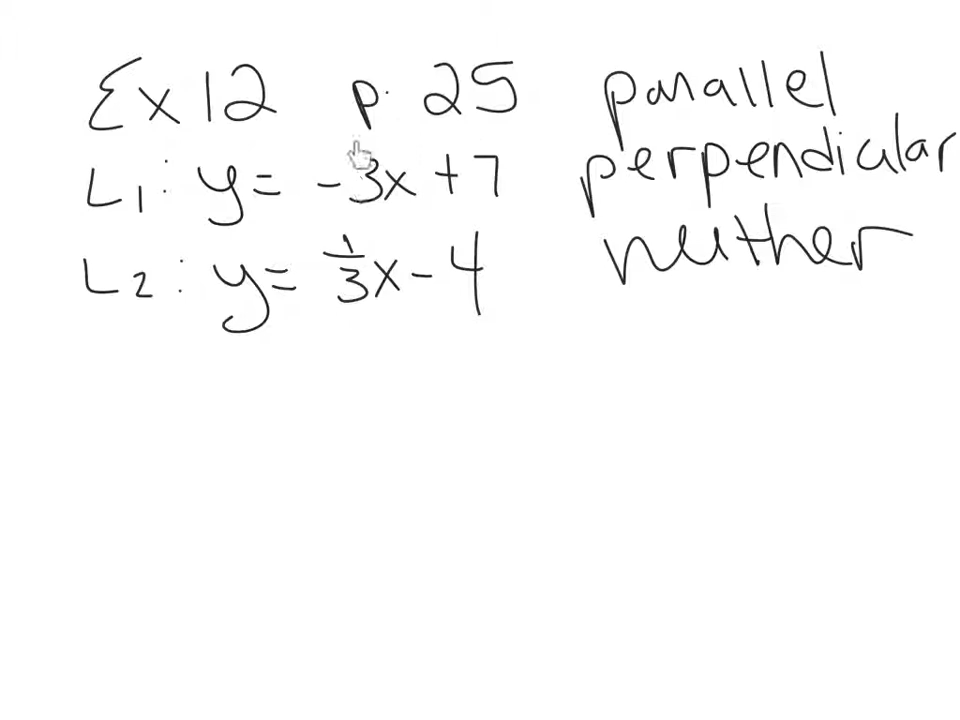 Ex 12 p. 25
L1: y = -3x + 7
L2: y = 1/3x - 4
parallel
perpendicular
neither